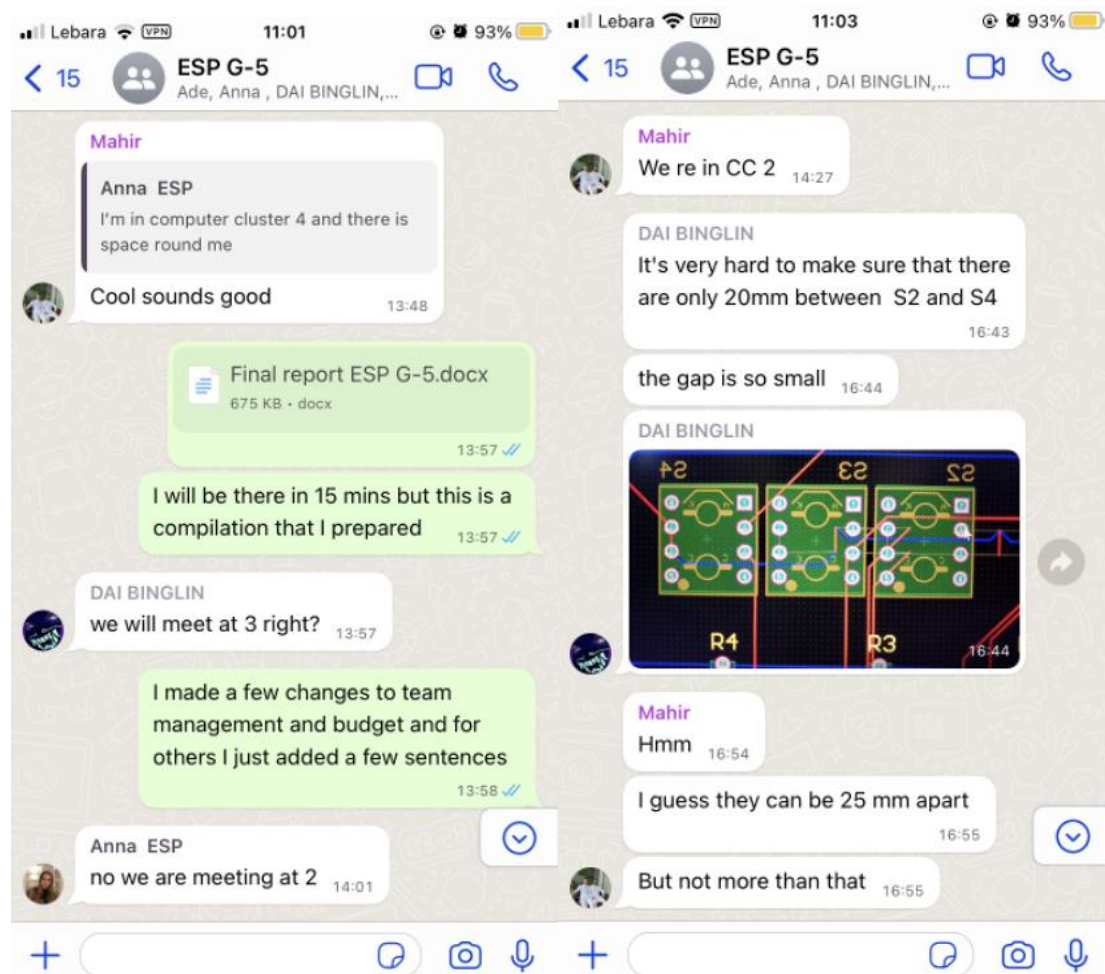 Lebara VPN 11:01 93%
15 ESP G-5
Ade, Anna , DAI BINGLIN,...
Mahir
Anna ESP
I'm in computer cluster 4 and there is
space round me
Cool sounds good 13:48
Final report ESP G-5.docx
675 KB • docx
13:57
I will be there in 15 mins but this is a
compilation that I prepared 13:57
DAI BINGLIN
we will meet at 3 right? 13:57
I made a few changes to team
management and budget and for
others I just added a few sentences
13:58
Anna ESP
no we are meeting at 2 14:01
Lebara VPN 11:03 93%
15 ESP G-5
Ade, Anna , DAI BINGLIN,...
Mahir
We re in CC 2 14:27
DAI BINGLIN
It's very hard to make sure that there
are only 20mm between S2 and S4
16:43
the gap is so small 16:44
DAI BINGLIN
S4 S3 S2
R4 R3
16:44
Mahir
Hmm 16:54
I guess they can be 25 mm apart
16:55
But not more than that 16:55